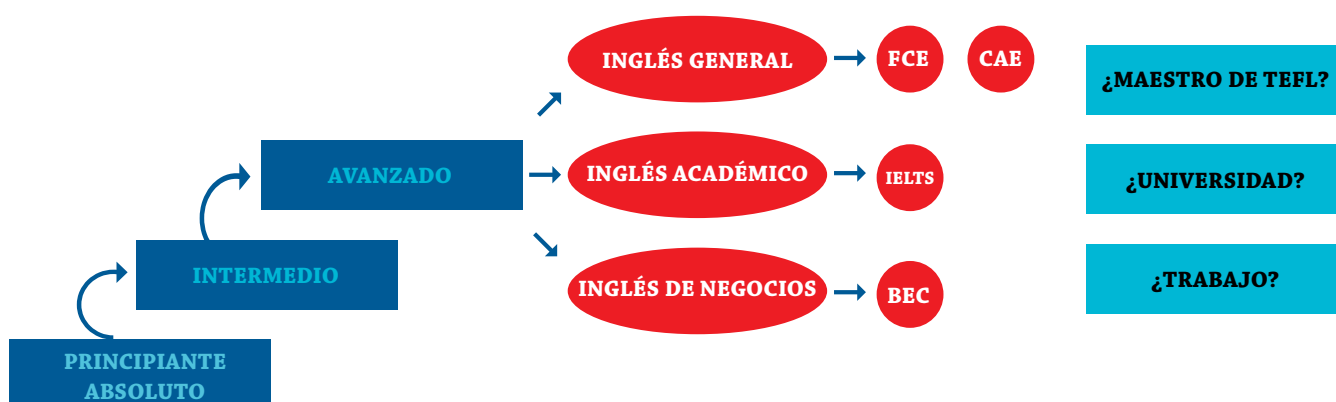 INGLÉS GENERAL
FCE
CAE
¿MAESTRO DE TEFL?
AVANZADO
INGLÉS ACADÉMICO
IELTS
¿UNIVERSIDAD?
INTERMEDIO
INGLÉS DE NEGOCIOS
BEC
¿TRABAJO?
PRINCIPIANTE
ABSOLUTO